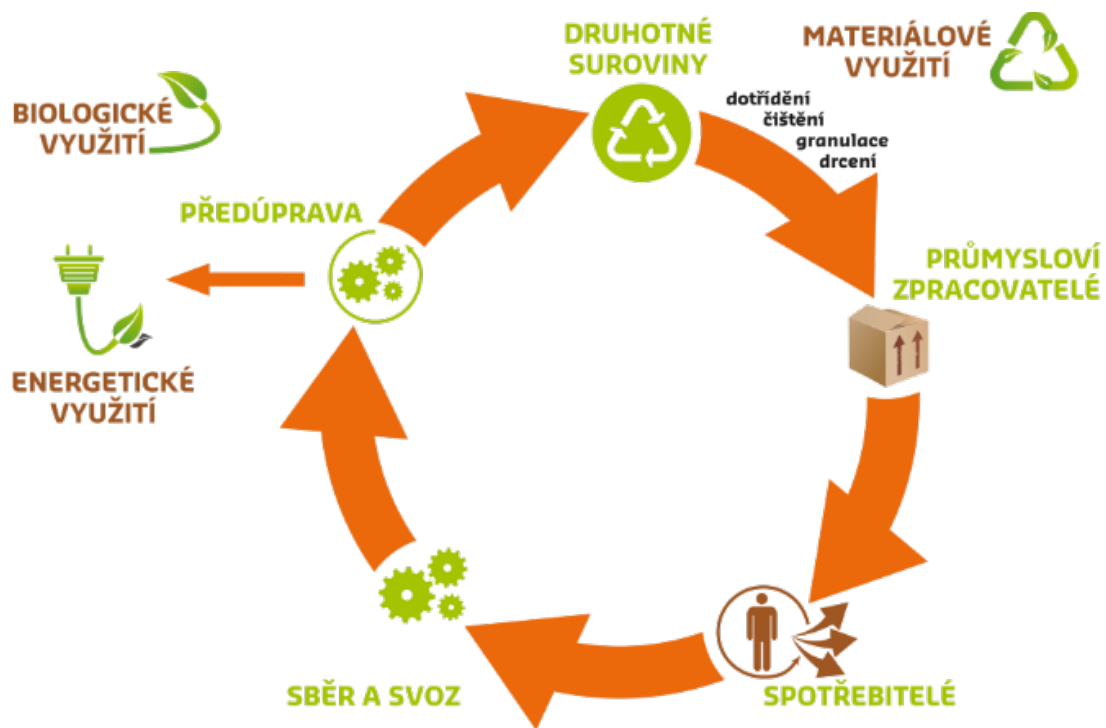 DRUHOTNÉ
SUROVINY
MATERIÁLOVÉ
VYUŽITÍ
dotřídění
čištění
granulace
drcení
BIOLOGICKÉ
VYUŽITÍ
PŘEDÚPRAVA
PRŮMYSLOVÍ
ZPRACOVATELÉ
ENERGETICKÉ
VYUŽITÍ
SBĚR A SVOZ
SPOTŘEBITELÉ